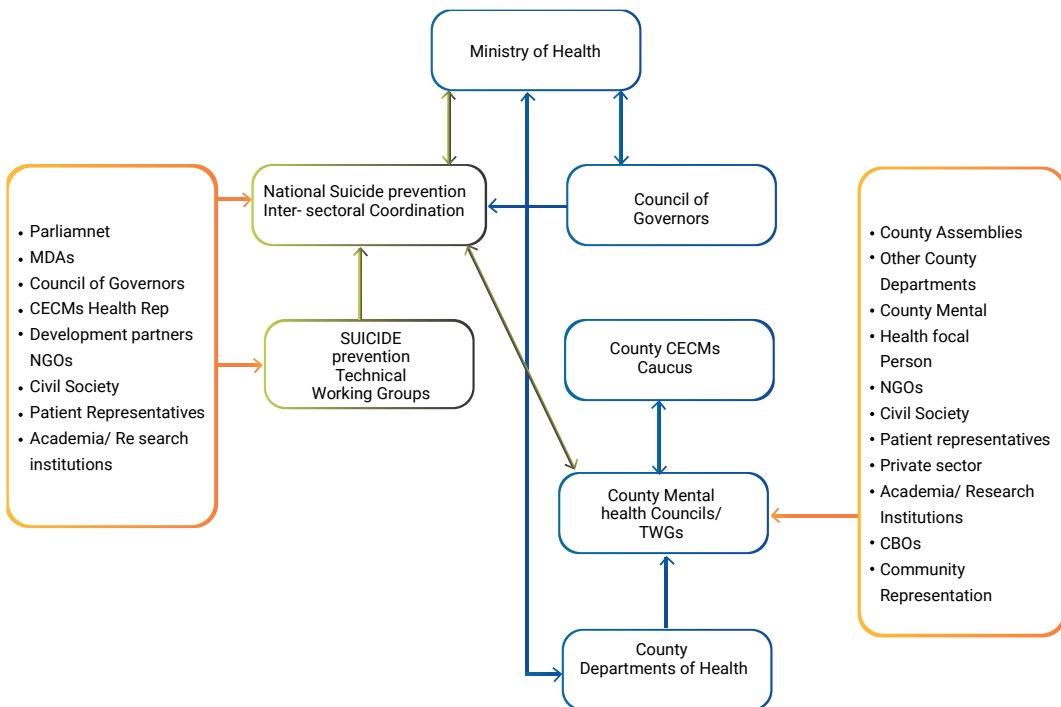 Ministry of Health
National Suicide prevention
Inter- sectoral Coordination
Council of
Governors
• Parliamnet
• MDAs
• Council of Governors
• CECMs Health Rep
• Development partners
NGOs
• Civil Society
• Patient Representatives
• Academia/ Re search
institutions
SUICIDE
prevention
Technical
Working Groups
County CECMs
Caucus
County Mental
health Councils/
TWGs
County
Departments of Health
• County Assemblies
• Other County
Departments
• County Mental
• Health focal
Person
• NGOs
• Civil Society
• Patient representatives
• Private sector
• Academia/ Research
Institutions
• CBOs
• Community
Representation